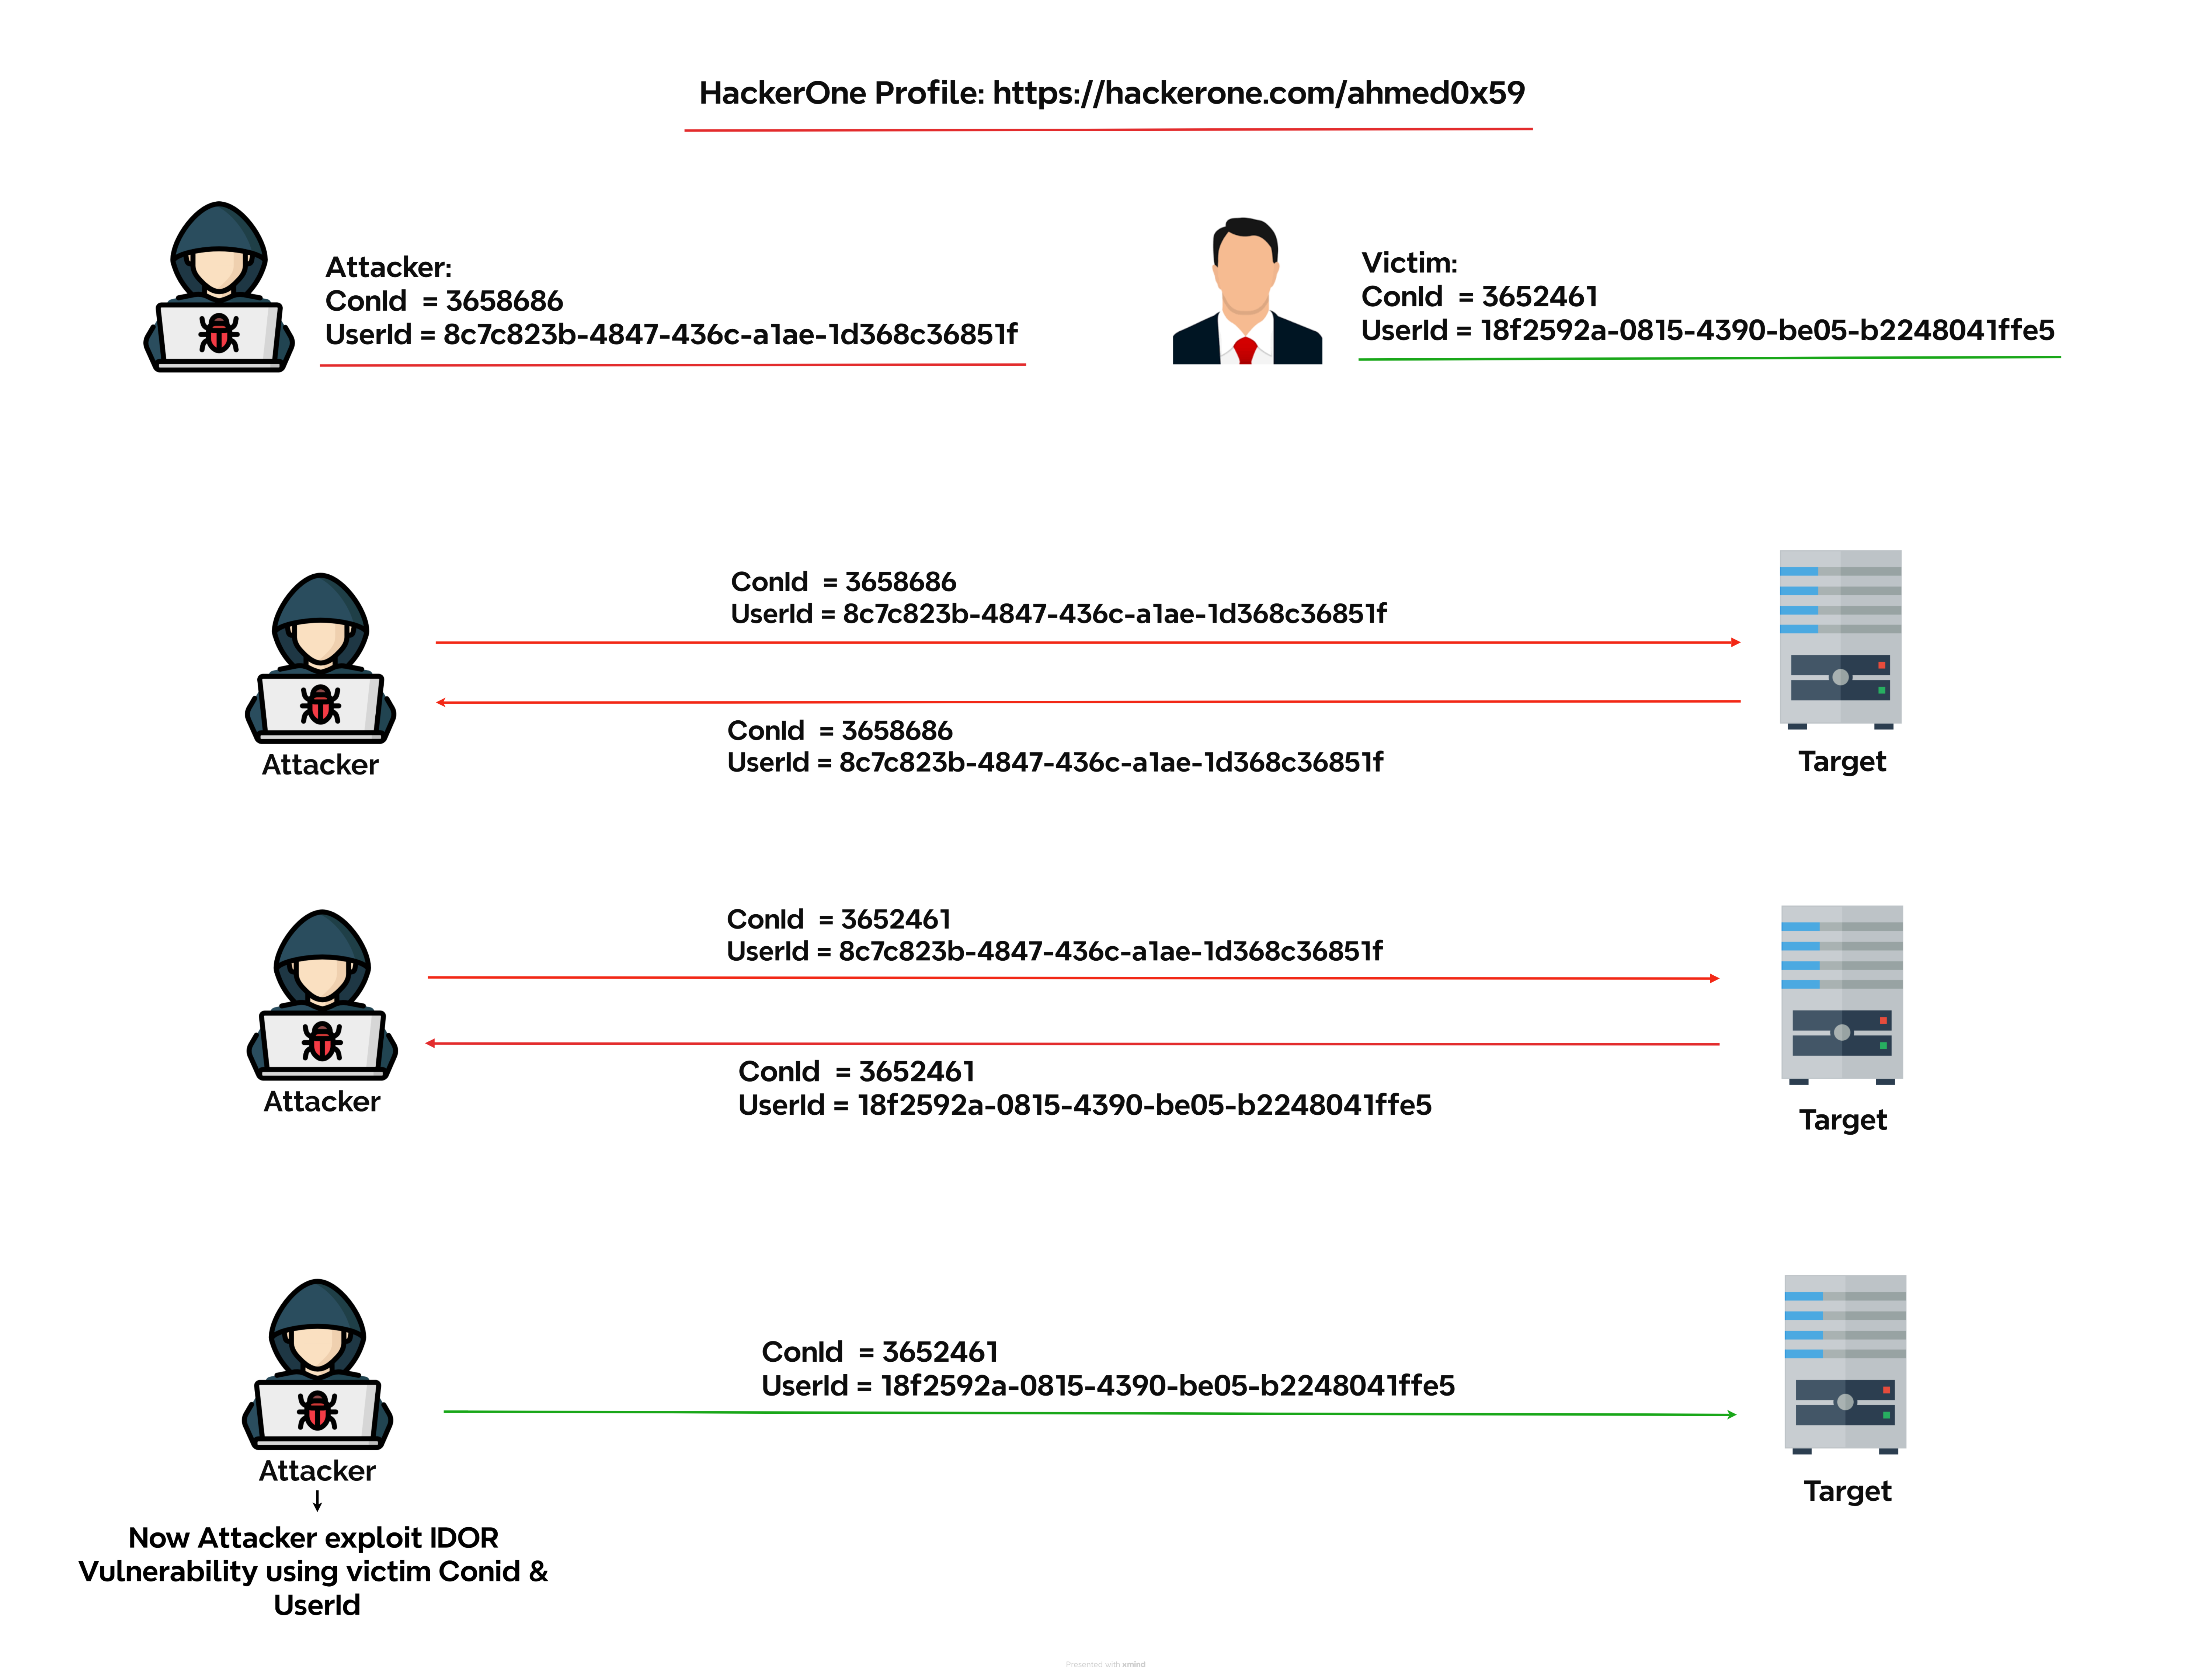 HackerOne Profile: https://hackerone.com/ahmed0x59
Attacker:
ConId = 3658686
UserId = 8c7c823b-4847-436c-a1ae-1d368c36851f
Victim:
ConId = 3652461
UserId = 18f2592a-0815-4390-be05-b2248041ffe5
ConId = 3658686
UserId = 8c7c823b-4847-436c-a1ae-1d368c36851f
ConId = 3658686
UserId = 8c7c823b-4847-436c-a1ae-1d368c36851f
Attacker
Target
ConId = 3652461
UserId = 8c7c823b-4847-436c-a1ae-1d368c36851f
ConId = 3652461
UserId = 18f2592a-0815-4390-be05-b2248041ffe5
Attacker
Target
ConId = 3652461
UserId = 18f2592a-0815-4390-be05-b2248041ffe5
Attacker
Target
Now Attacker exploit IDOR
Vulnerability using victim Conid &
UserId
Presented with xmind